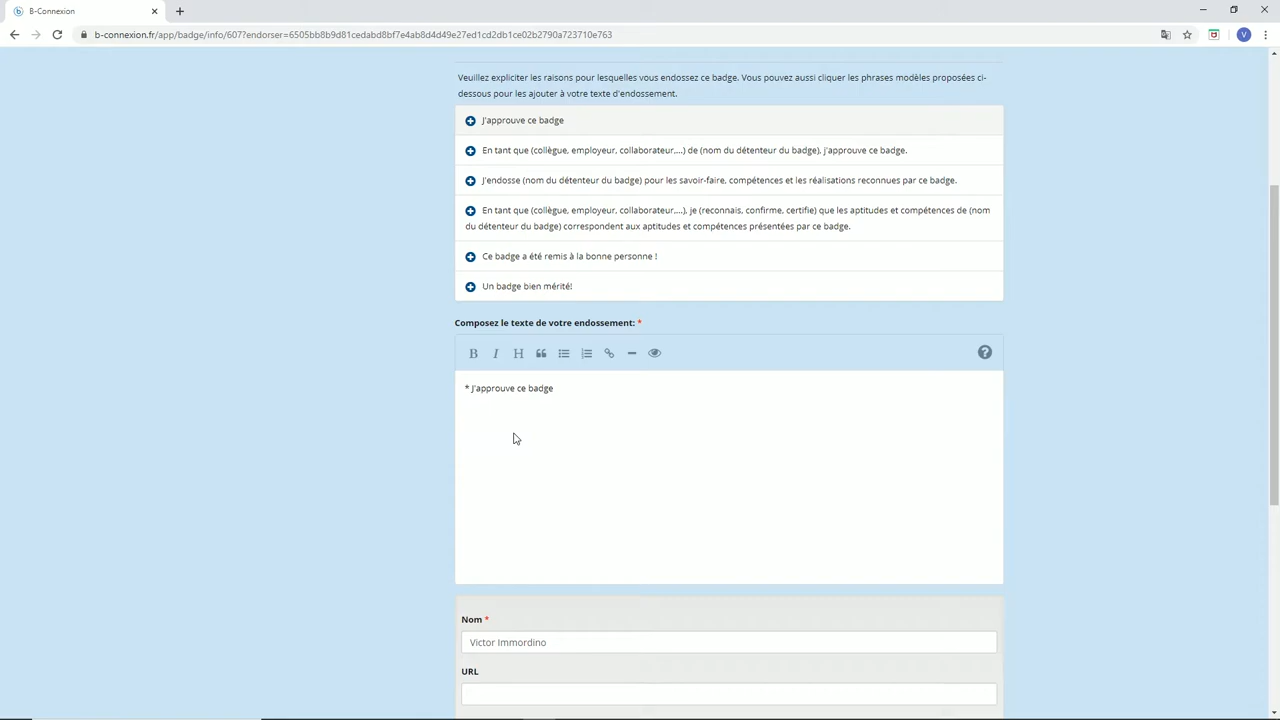 B-Connexion
b-connexion.fr/app/badge/info/607?endorser=6505bb8b9d81cedabd8bf7e4ab8d4d49e27ed1cd2db1ce02b2790a723710e763
V
Veuillez expliciter les raisons pour lesquelles vous endossez ce badge. Vous pouvez aussi cliquer les phrases modèles proposées ci-
dessous pour les ajouter à votre texte d'endossement.
J'approuve ce badge
En tant que (collègue, employeur, collaborateur,...) de (nom du détenteur du badge), j'approuve ce badge.
J'endosse (nom du détenteur du badge) pour les savoir-faire, compétences et les réalisations reconnues par ce badge.
En tant que (collègue, employeur, collaborateur,...), je (reconnais, confirme, certifie) que les aptitudes et compétences de (nom
du détenteur du badge) correspondent aux aptitudes et compétences présentées par ce badge.
Ce badge a été remis à la bonne personne !
Un badge bien mérité!
Composez le texte de votre endossement: *
B I H
* J'approuve ce badge
Nom *
Victor Immordino
URL